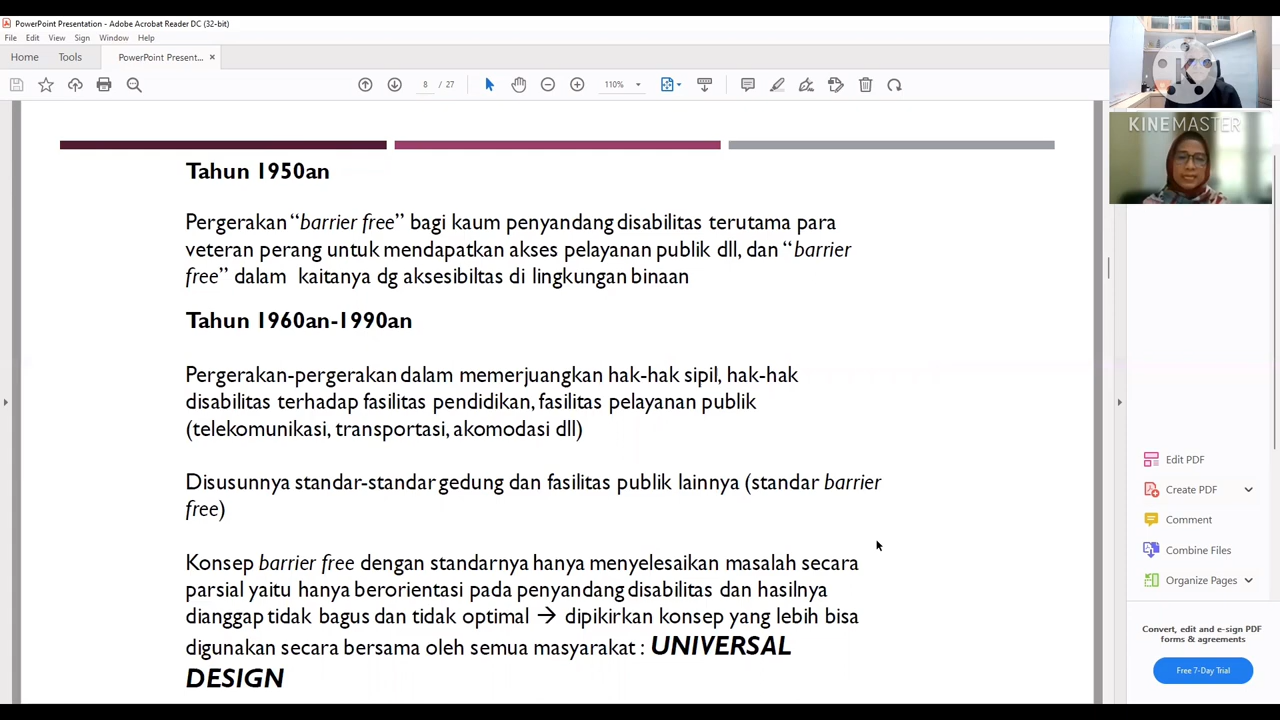 PowerPoint Presentation - Adobe Acrobat Reader DC (32-bit)
File Edit View Sign Window Help
Home Tools PowerPoint Present... ×
8 / 27 110%
K
KINEMASTER
Tahun 1950an
Pergerakan “barrier free” bagi kaum penyandang disabilitas terutama para
veteran perang untuk mendapatkan akses pelayanan publik dll, dan “barrier
free” dalam kaitanya dg aksesibiltas di lingkungan binaan
Tahun 1960an-1990an
Pergerakan-pergerakan dalam memerjuangkan hak-hak sipil, hak-hak
disabilitas terhadap fasilitas pendidikan, fasilitas pelayanan publik
(telekomunikasi, transportasi, akomodasi dll)
Disusunnya standar-standar gedung dan fasilitas publik lainnya (standar barrier
free)
Konsep barrier free dengan standarnya hanya menyelesaikan masalah secara
parsial yaitu hanya berorientasi pada penyandang disabilitas dan hasilnya
dianggap tidak bagus dan tidak optimal → dipikirkan konsep yang lebih bisa
digunakan secara bersama oleh semua masyarakat : UNIVERSAL
DESIGN
Edit PDF
Create PDF
Comment
Combine Files
Organize Pages
Convert, edit and e-sign PDF
forms & agreements
Free 7-Day Trial